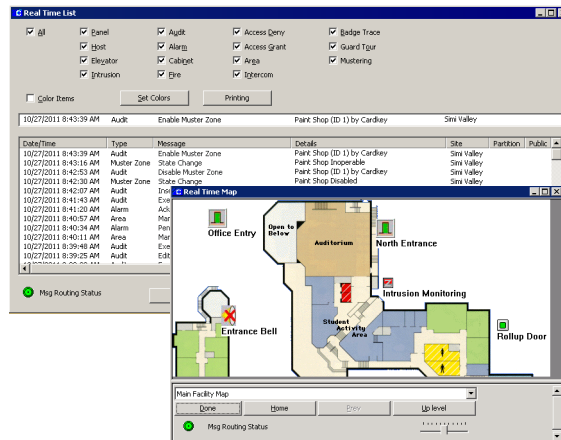 Real Time List
All
Panel
Audit
Access Deny
Badge Trace
Host
Alarm
Access Grant
Guard Tour
Elevator
Cabinet
Area
Mustering
Intrusion
Fire
Intercom
Color Items
Set Colors
Printing
10/27/2011 8:43:39 AM Audit Enable Muster Zone Paint Shop (ID 1) by Cardkey Simi Valley
Date/Time Type Message Details Site Partition Public
10/27/2011 8:43:39 AM Audit Enable Muster Zone Paint Shop (ID 1) by Cardkey Simi Valley
10/27/2011 8:43:16 AM Muster Zone State Change Paint Shop Inoperable Simi Valley
10/27/2011 8:42:53 AM Audit Disable Muster Zone Paint Shop (ID 1) by Cardkey Simi Valley
10/27/2011 8:42:30 AM Muster Zone State Change Paint Shop Disabled Simi Valley
10/27/2011 8:42:07 AM Audit
10/27/2011 8:41:43 AM Audit Exe
10/27/2011 8:41:20 AM Alarm
10/27/2011 8:40:57 AM Area Mar
10/27/2011 8:40:34 AM Alarm Pen
10/27/2011 8:40:11 AM Area Mar
10/27/2011 8:39:48 AM Audit Exe
10/27/2011 8:39:25 AM Audit Edit
Msg Routing Status
Real Time Map
Office Entry
Open to
Below
Auditorium
North Entrance
Intrusion Monitoring
Student
Activity
Area
Entrance Bell
Rollup Door
Main Facility Map
Done
Home
Prev
Up level
Msg Routing Status